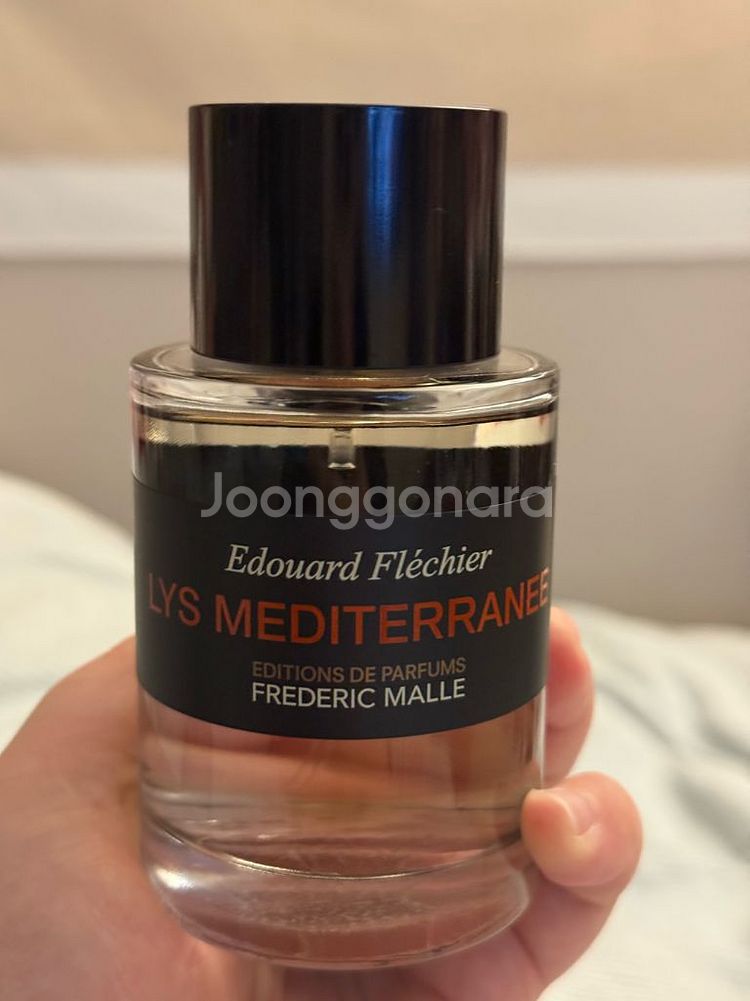 Joonggonara
Edouard Fléchier
LYS MEDITERRANEE
EDITIONS DE PARFUMS
FREDERIC MALLE